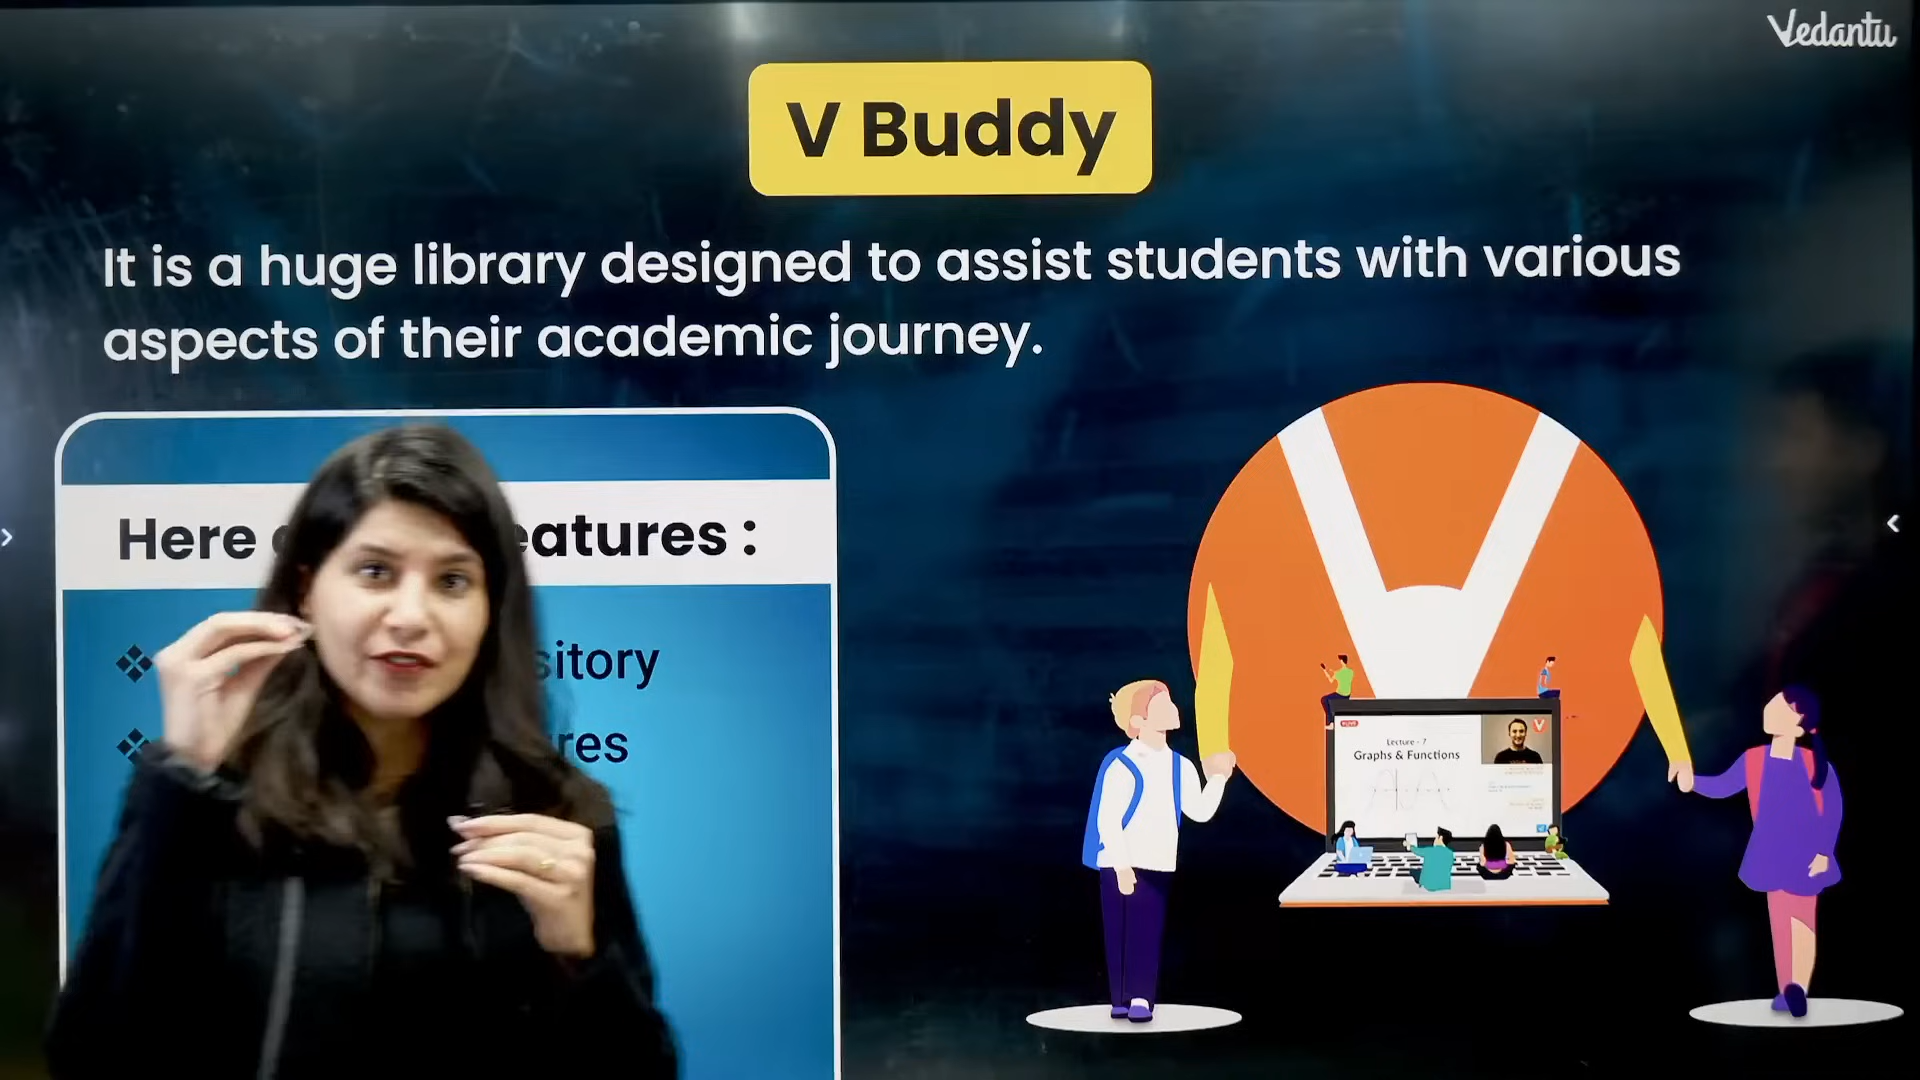 Vedantu
V Buddy
It is a huge library designed to assist students with various
aspects of their academic journey.
Here eatures :
sitory
res
Lecture - 7
Graphs & Functions